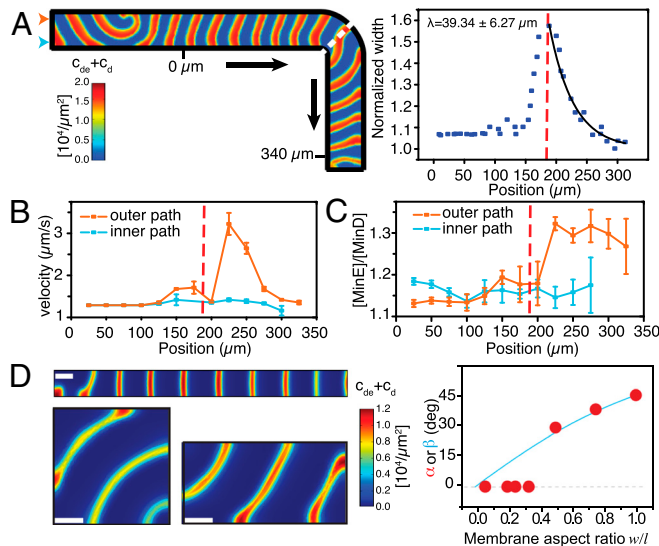 A
0 µm
340 µm
c_de+c_d
[10⁴/µm²]
2.0
1.5
1.0
0.5
0.0
λ=39.34 ± 6.27 µm
Normalized width
1.6
1.5
1.4
1.3
1.2
1.1
1.0
0 50 100 150 200 250 300
Position (µm)
B
outer path
inner path
velocity (µm/s)
3
2
1
0 50 100 150 200 250 300 350
Position (µm)
C
outer path
inner path
[MinE]/[MinD]
1.4
1.3
1.2
1.1
0 50 100 150 200 250 300 350
Position (µm)
D
c_de+c_d
[10⁴/µm²]
1.2
1.0
0.8
0.6
0.4
0.2
0.0
α or β (deg)
45
30
15
0
0.0 0.2 0.4 0.6 0.8 1.0
Membrane aspect ratio w/l